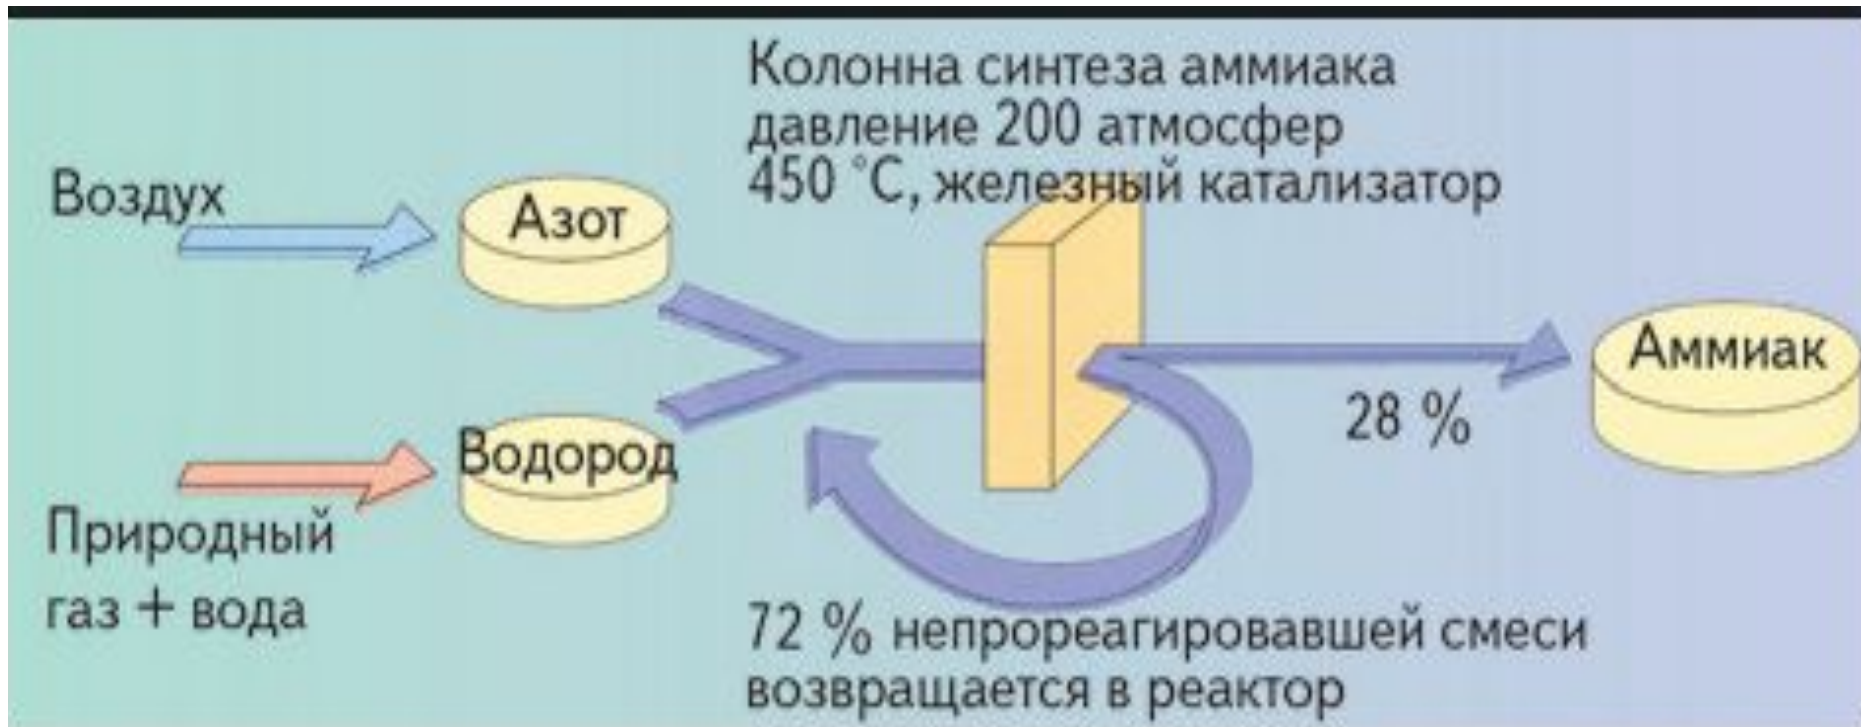 Колонна синтеза аммиака
давление 200 атмосфер
450 °C, железный катализатор
Воздух
Азот
Аммиак
28 %
Водород
Природный
газ + вода
72 % непрореагировавшей смеси
возвращается в реактор